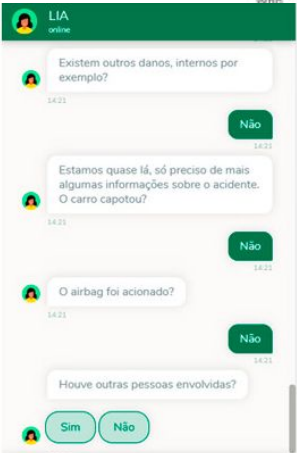 LIA
online
Existem outros danos, internos por
exemplo?
14:21
Não
14:21
Estamos quase lá, só preciso de mais
algumas informações sobre o acidente.
O carro capotou?
14:21
Não
14:21
O airbag foi acionado?
14:21
Não
14:21
Houve outras pessoas envolvidas?
Sim Não